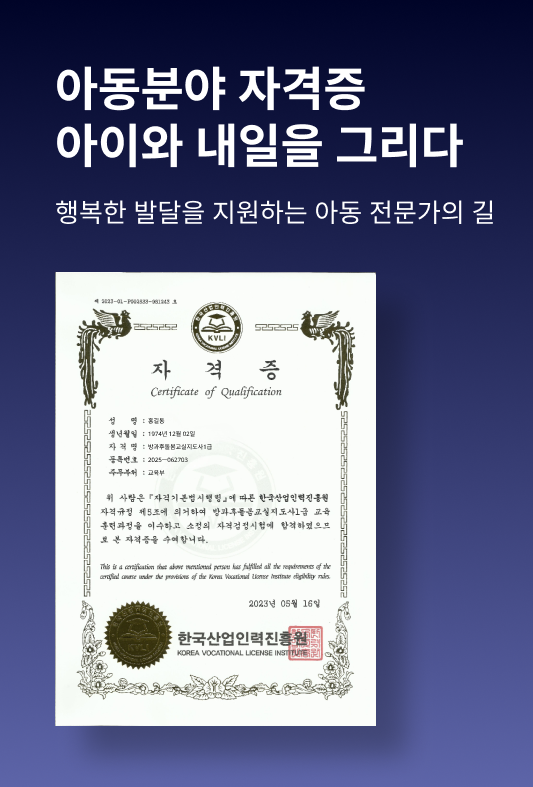 아동분야 자격증
아이와 내일을 그리다
행복한 발달을 지원하는 아동 전문가의 길
제 2023-01-P002889-981245 호
KVLI
자 격 증
Certificate of Qualification
성 명 : 홍길동
생년월일 : 1974년 12월 02일
자 격 명 : 방과후돌봄교실지도사1급
등록번호 : 2025-062703
주무부처 : 교육부
위 사람은 『자격기본법시행령』에 따른 한국산업인력진흥원
자격규정 제5조에 의거하여 방과후돌봄교실지도사1급 교육
훈련과정을 이수하고 소정의 자격검정시험에 합격하였으므
로 본 자격증을 수여합니다.
This is a certification that above mentioned person has fulfilled all the requirements of the
certified course under the provisions of the Korea Vocational License Institute eligibility rules.
2023년 05월 16일
한국산업인력진흥원
KOREA VOCATIONAL LICENSE INSTITUTE